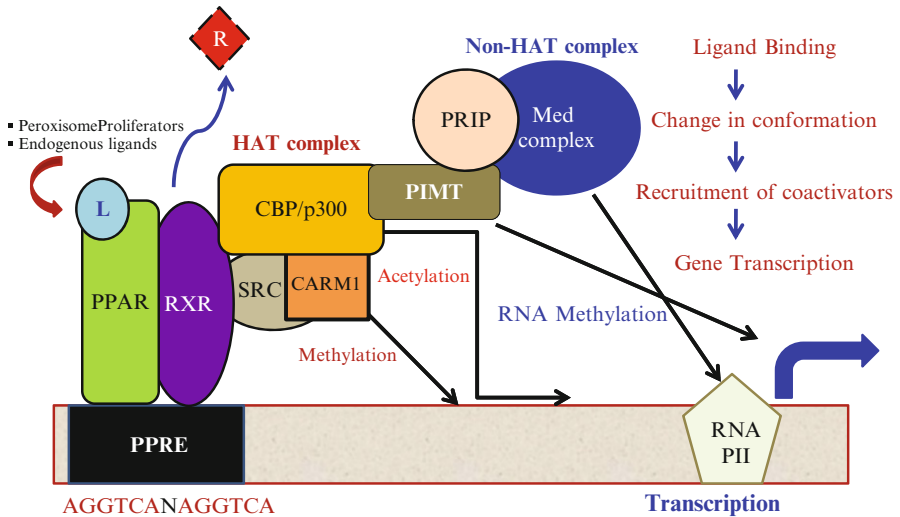 R
Non-HAT complex
Ligand Binding
▪ PeroxisomeProliferators
▪ Endogenous ligands
PRIP
Med
complex
Change in conformation
HAT complex
L
CBP/p300
PIMT
Recruitment of coactivators
PPAR
RXR
SRC
CARM1
Acetylation
Gene Transcription
RNA Methylation
Methylation
PPRE
RNA
PII
AGGTCANAGGTCA
Transcription